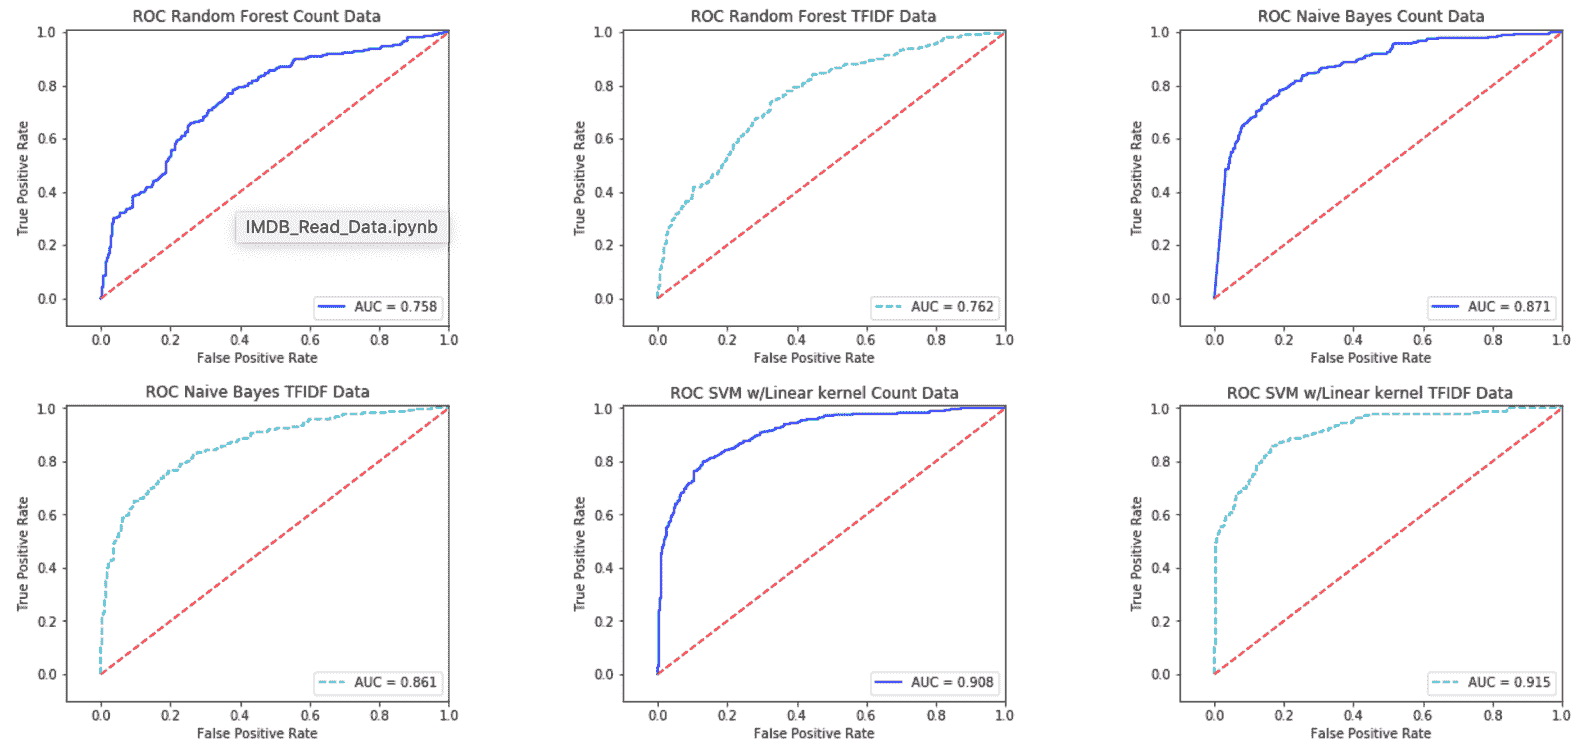 ROC Random Forest Count Data
1.0
0.8
0.6
0.4
0.2
0.0
True Positive Rate
IMDB_Read_Data.ipynb
AUC = 0.758
0.0 0.2 0.4 0.6 0.8 1.0
False Positive Rate
ROC Random Forest TFIDF Data
1.0
0.8
0.6
0.4
0.2
0.0
True Positive Rate
AUC = 0.762
0.0 0.2 0.4 0.6 0.8 1.0
False Positive Rate
ROC Naive Bayes Count Data
1.0
0.8
0.6
0.4
0.2
0.0
True Positive Rate
AUC = 0.871
0.0 0.2 0.4 0.6 0.8 1.0
False Positive Rate
ROC Naive Bayes TFIDF Data
1.0
0.8
0.6
0.4
0.2
0.0
True Positive Rate
AUC = 0.861
0.0 0.2 0.4 0.6 0.8 1.0
False Positive Rate
ROC SVM w/Linear kernel Count Data
1.0
0.8
0.6
0.4
0.2
0.0
True Positive Rate
AUC = 0.908
0.0 0.2 0.4 0.6 0.8 1.0
False Positive Rate
ROC SVM w/Linear kernel TFIDF Data
1.0
0.8
0.6
0.4
0.2
0.0
True Positive Rate
AUC = 0.915
0.0 0.2 0.4 0.6 0.8 1.0
False Positive Rate